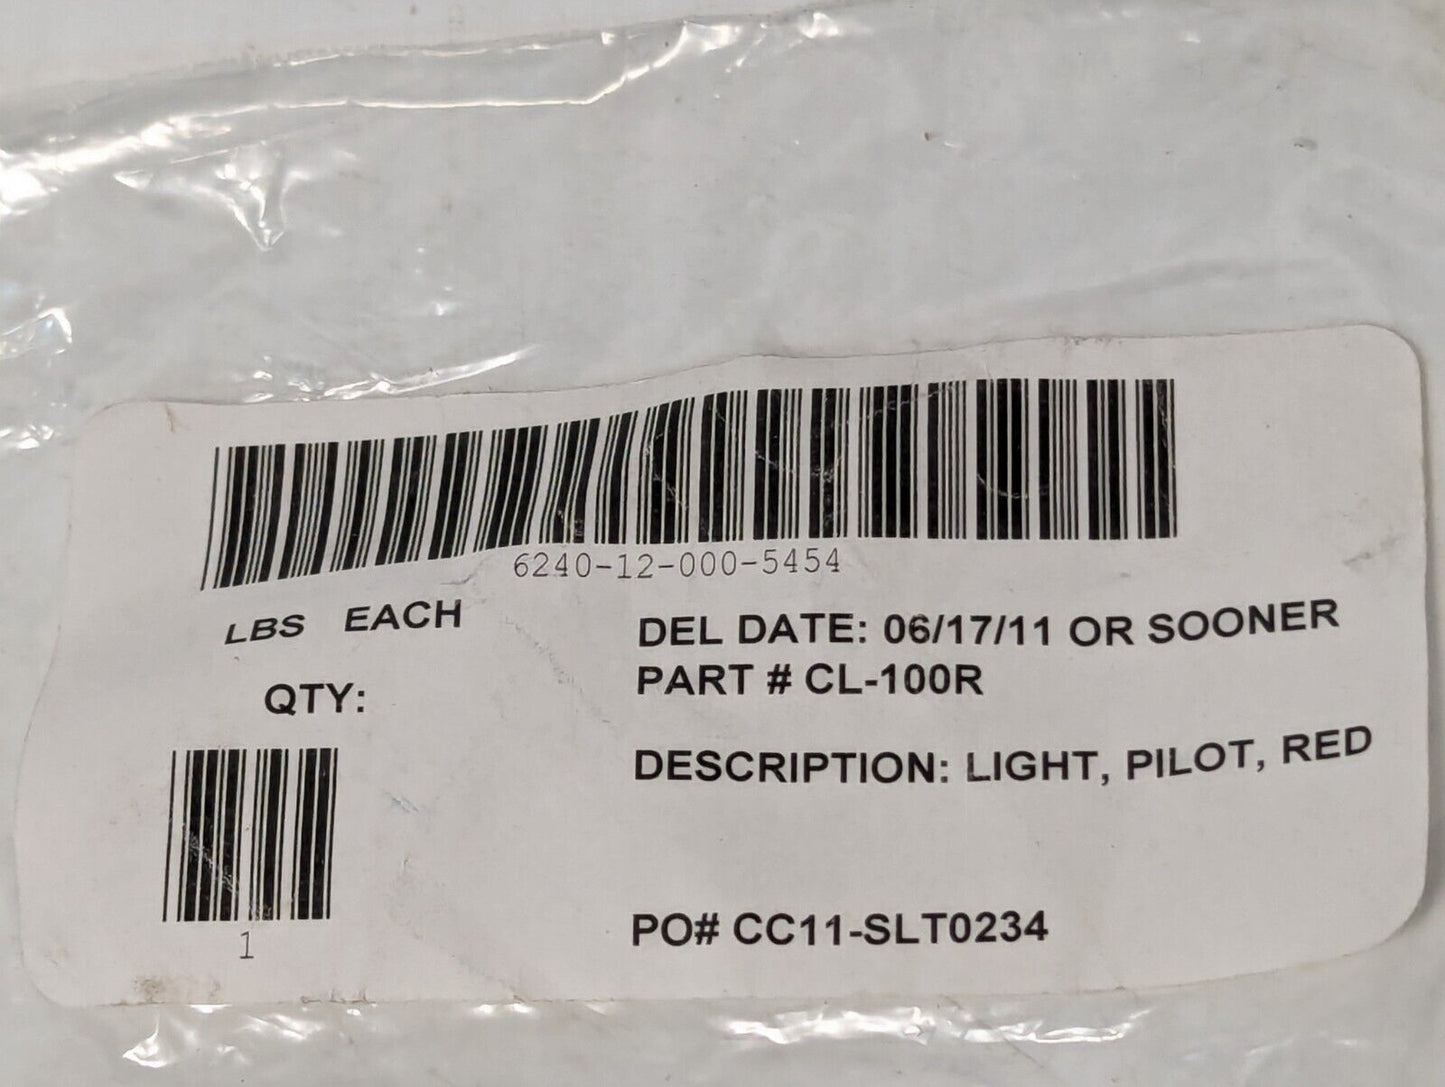 6240-12-000-5454
LBS EACH
DEL DATE: 06/17/11 OR SOONER
PART # CL-100R
QTY:
DESCRIPTION: LIGHT, PILOT, RED
1
PO# CC11-SLT0234